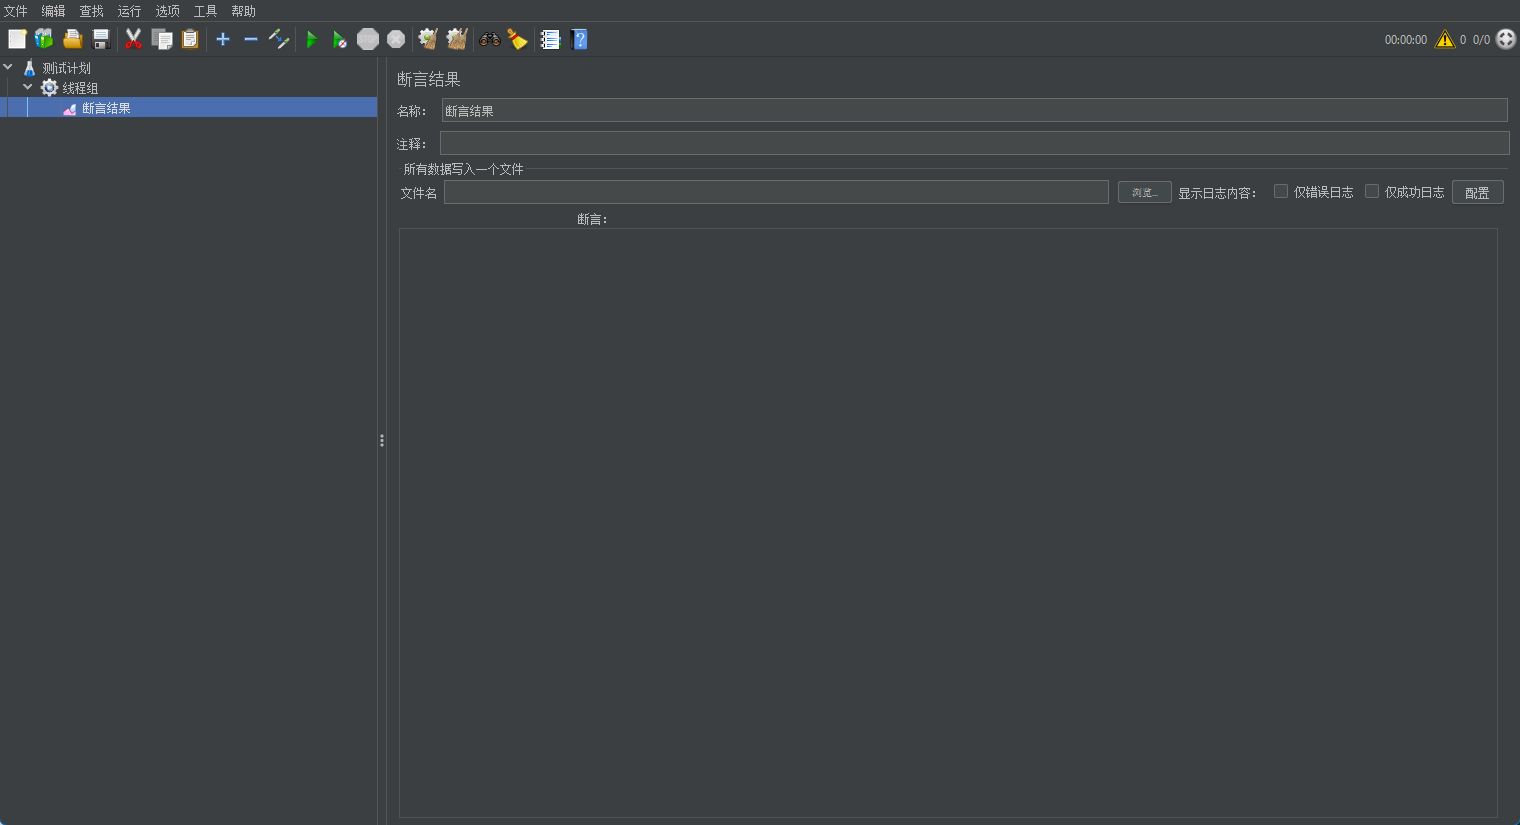 文件 编辑 查找 运行 选项 工具 帮助
00:00:00 0 0/0
测试计划
线程组
断言结果
断言结果
名称： 断言结果
注释：
所有数据写入一个文件
文件名 浏览... 显示日志内容： 仅错误日志 仅成功日志 配置
断言：